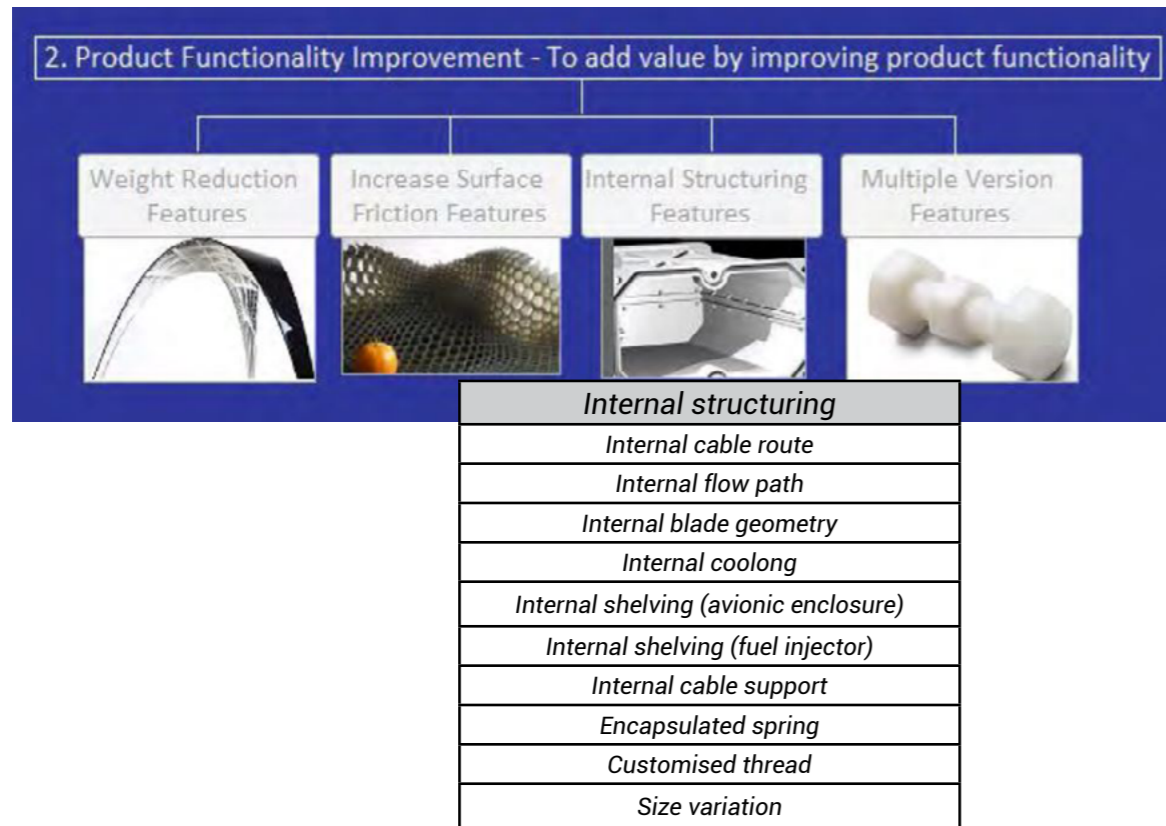 2. Product Functionality Improvement - To add value by improving product functionality
Weight Reduction
Features
Increase Surface
Friction Features
Internal Structuring
Features
Multiple Version
Features
Internal structuring
Internal cable route
Internal flow path
Internal blade geometry
Internal coolong
Internal shelving (avionic enclosure)
Internal shelving (fuel injector)
Internal cable support
Encapsulated spring
Customised thread
Size variation